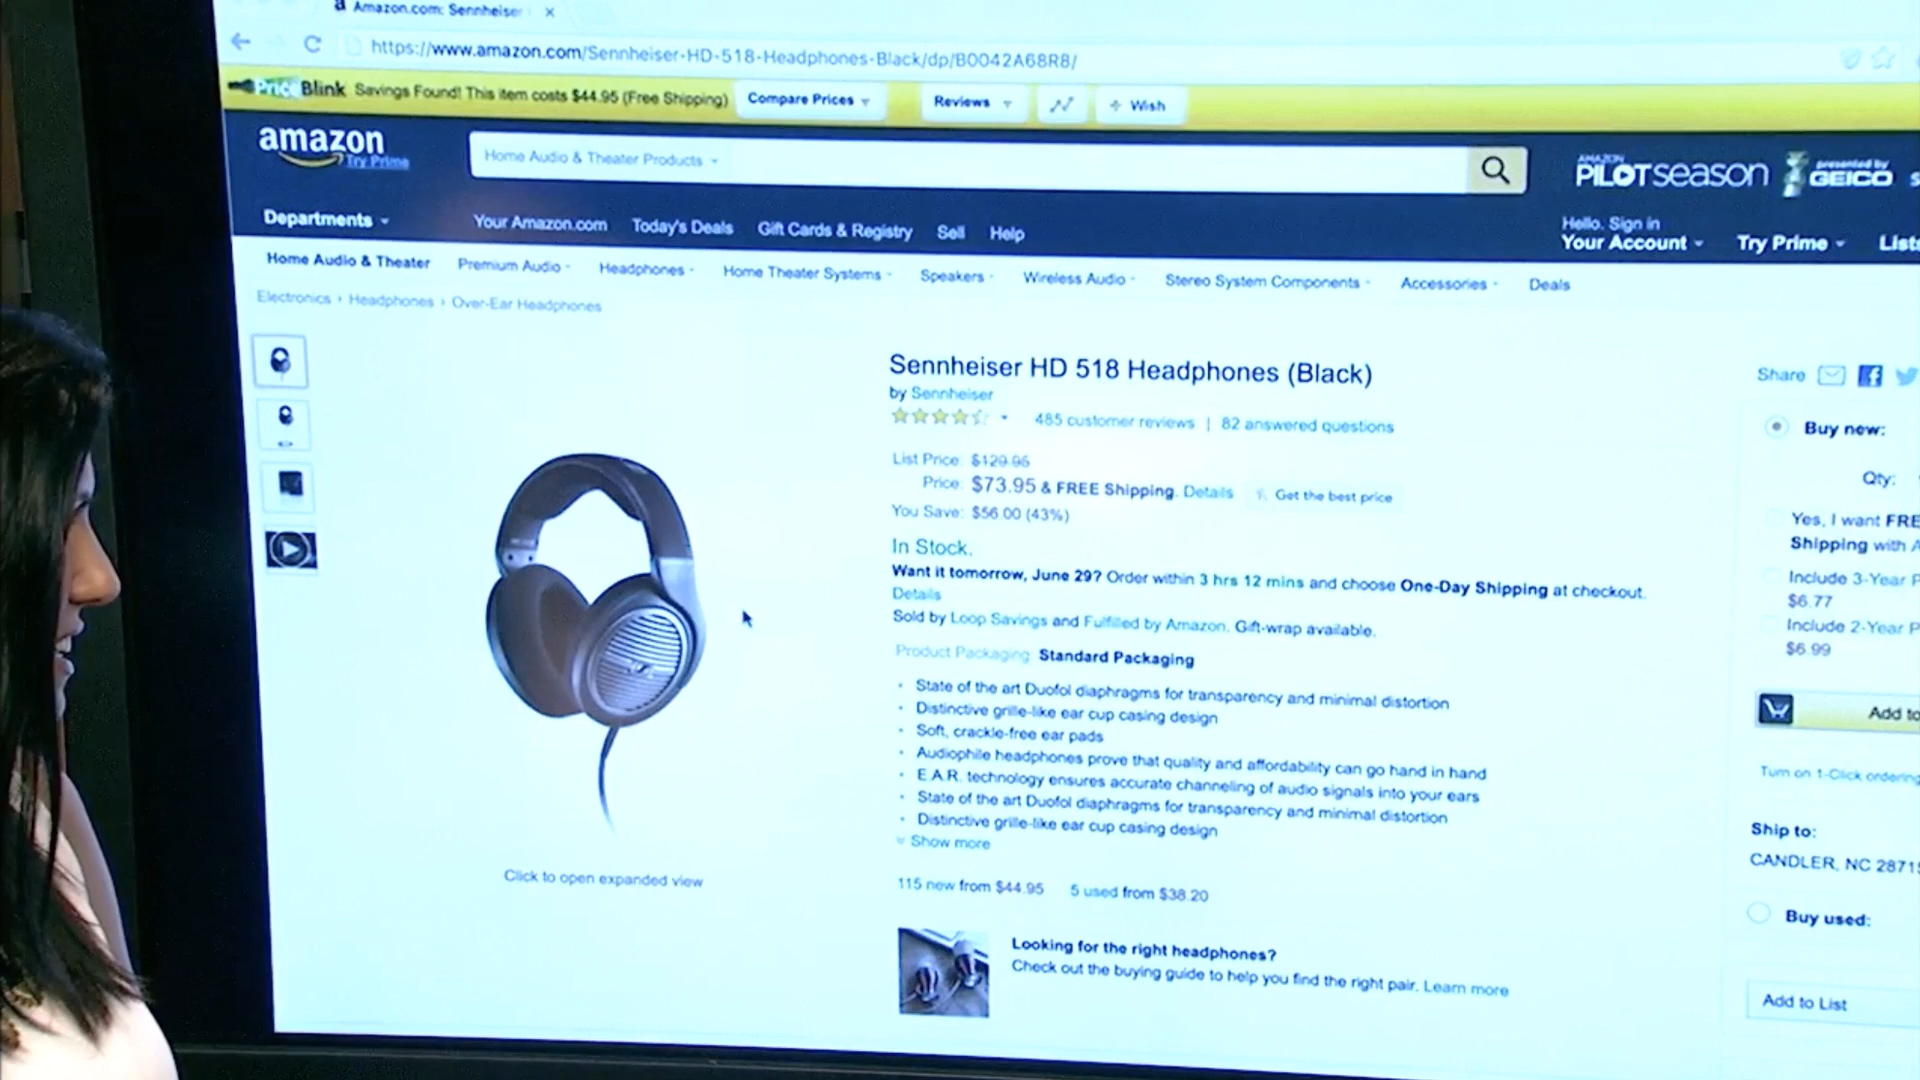 Amazon.com: Sennheiser
https://www.amazon.com/Sennheiser-HD-518-Headphones-Black/dp/B0042A68R8/
PriceBlink Savings Found! This item costs $44.95 (Free Shipping) Compare Prices Reviews + Wish
amazon
Try Prime
Home Audio & Theater Products
AMAZON
PILOT SEASON
presented by
GEICO
Departments
Your Amazon.com Today's Deals Gift Cards & Registry Sell Help
Hello. Sign in
Your Account Try Prime Lists
Home Audio & Theater Premium Audio Headphones Home Theater Systems Speakers Wireless Audio Stereo System Components Accessories Deals
Electronics › Headphones › Over-Ear Headphones
Sennheiser HD 518 Headphones (Black)
by Sennheiser
485 customer reviews | 82 answered questions
List Price: $129.95
Price: $73.95 & FREE Shipping. Details Get the best price
You Save: $56.00 (43%)
In Stock.
Want it tomorrow, June 29? Order within 3 hrs 12 mins and choose One-Day Shipping at checkout.
Details
Sold by Loop Savings and Fulfilled by Amazon. Gift-wrap available.
Product Packaging: Standard Packaging
• State of the art Duofol diaphragms for transparency and minimal distortion
• Distinctive grille-like ear cup casing design
• Soft, crackle-free ear pads
• Audiophile headphones prove that quality and affordability can go hand in hand
• E.A.R. technology ensures accurate channeling of audio signals into your ears
• State of the art Duofol diaphragms for transparency and minimal distortion
• Distinctive grille-like ear cup casing design
Show more
Click to open expanded view
115 new from $44.95 5 used from $38.20
Looking for the right headphones?
Check out the buying guide to help you find the right pair. Learn more
Share
Buy new:
Qty:
Yes, I want FRE
Shipping with A
Include 3-Year P
$6.77
Include 2-Year P
$6.99
Add to
Turn on 1-Click ordering
Ship to:
CANDLER, NC 28715
Buy used:
Add to List